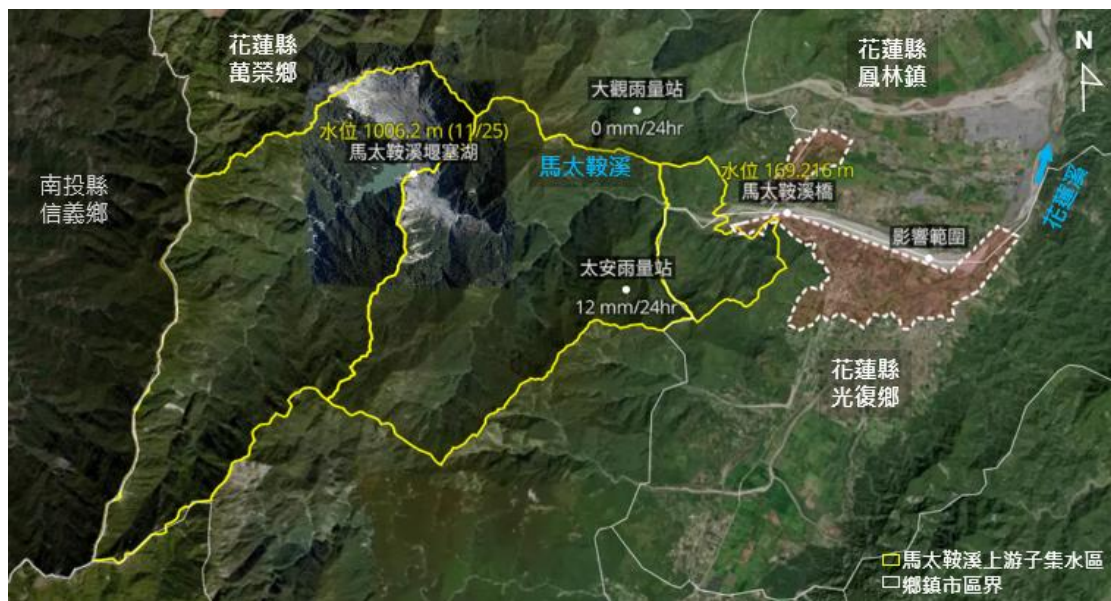 花蓮縣
萬榮鄉
花蓮縣
鳳林鎮
N
大觀雨量站
0 mm/24hr
水位 1006.2 m (11/25)
馬太鞍溪堰塞湖
馬太鞍溪
水位 169.216 m
馬太鞍溪橋
南投縣
信義鄉
花蓮溪
影響範圍
太安雨量站
12 mm/24hr
花蓮縣
光復鄉
馬太鞍溪上游子集水區
鄉鎮市區界